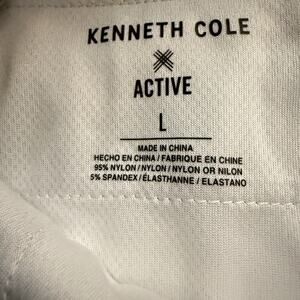 KENNETH COLE
ACTIVE
L
MADE IN CHINA
HECHO EN CHINA / FABRIQUE EN CHINE
95% NYLON / NYLON / NYLON OR NILON
5% SPANDEX / ÉLASTHANNE / ELASTANO